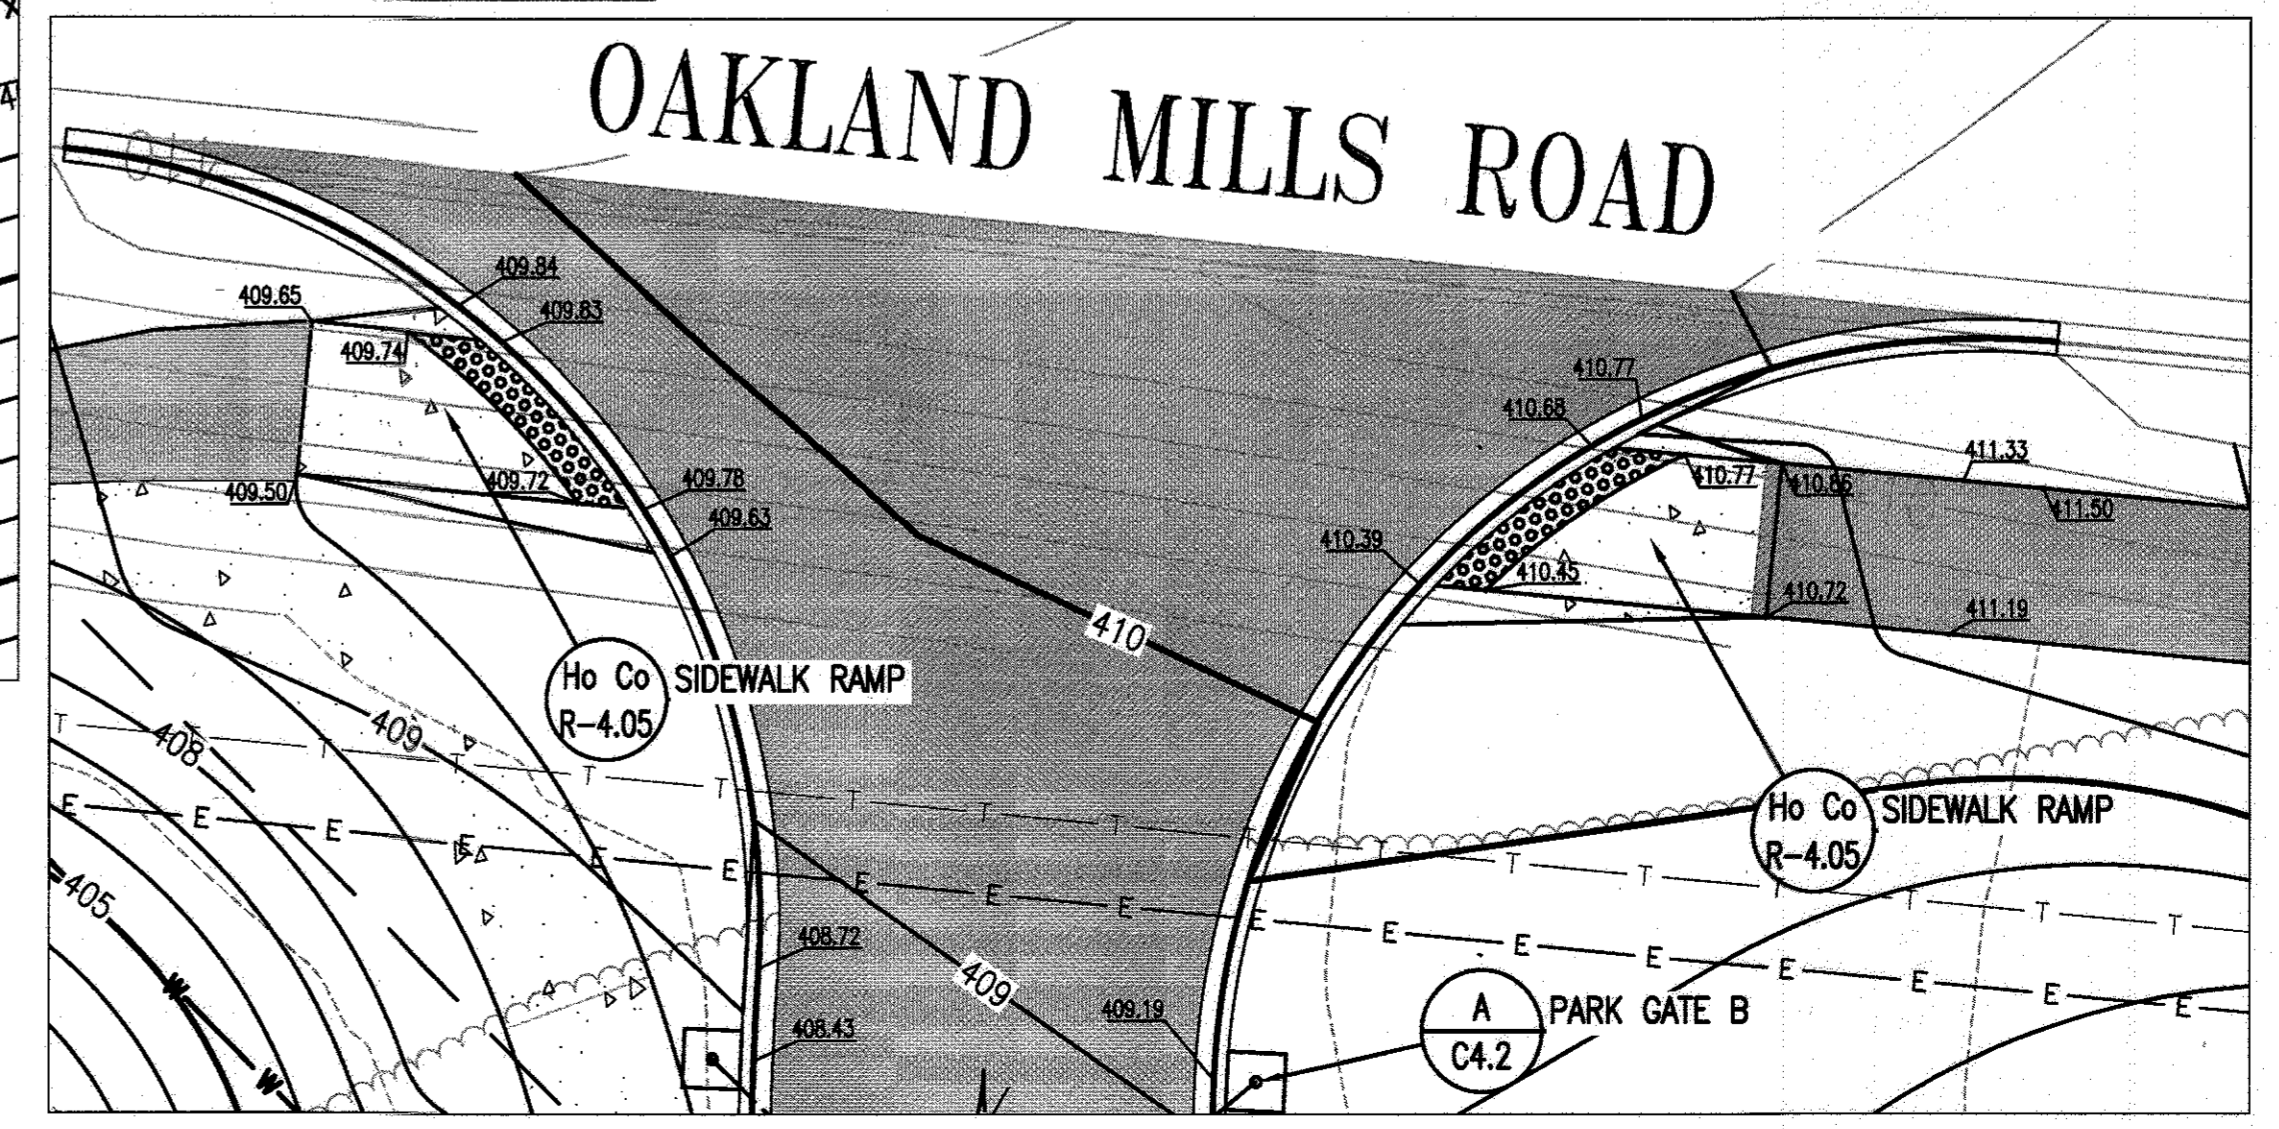 OAKLAND MILLS ROAD
410
409.84
409.65
409.83
409.74
410.77
410.68
411.33
409.72
409.78
409.50
410.77
410.86
411.50
409.63
410.39
410.45
410.72
411.19
410
Ho Co
R-4.05
SIDEWALK RAMP
409
408
T T T T T T T T T T T T T T T T T
Ho Co
R-4.05
SIDEWALK RAMP
E E E E E E E E E E E E E E E E E
405
408.72
409
W
A
C4.2
PARK GATE B
409.19
408.43
W